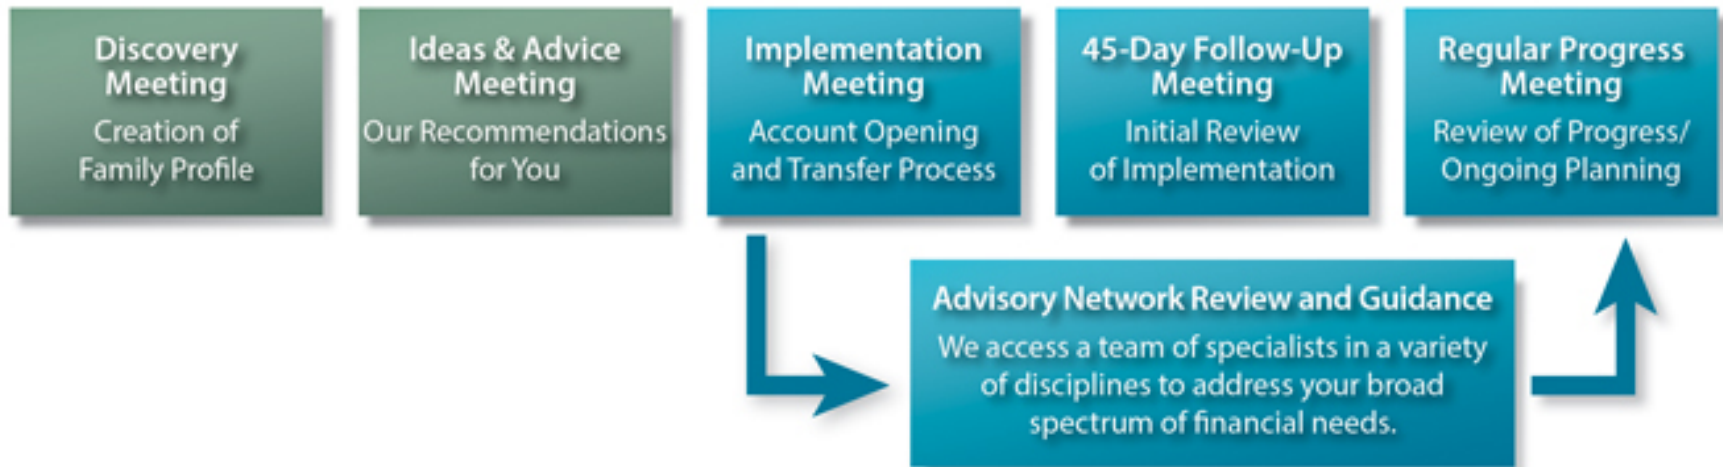 Discovery
Meeting
Creation of
Family Profile
Ideas & Advice
Meeting
Our Recommendations
for You
Implementation
Meeting
Account Opening
and Transfer Process
45-Day Follow-Up
Meeting
Initial Review
of Implementation
Regular Progress
Meeting
Review of Progress/
Ongoing Planning
Advisory Network Review and Guidance
We access a team of specialists in a variety
of disciplines to address your broad
spectrum of financial needs.